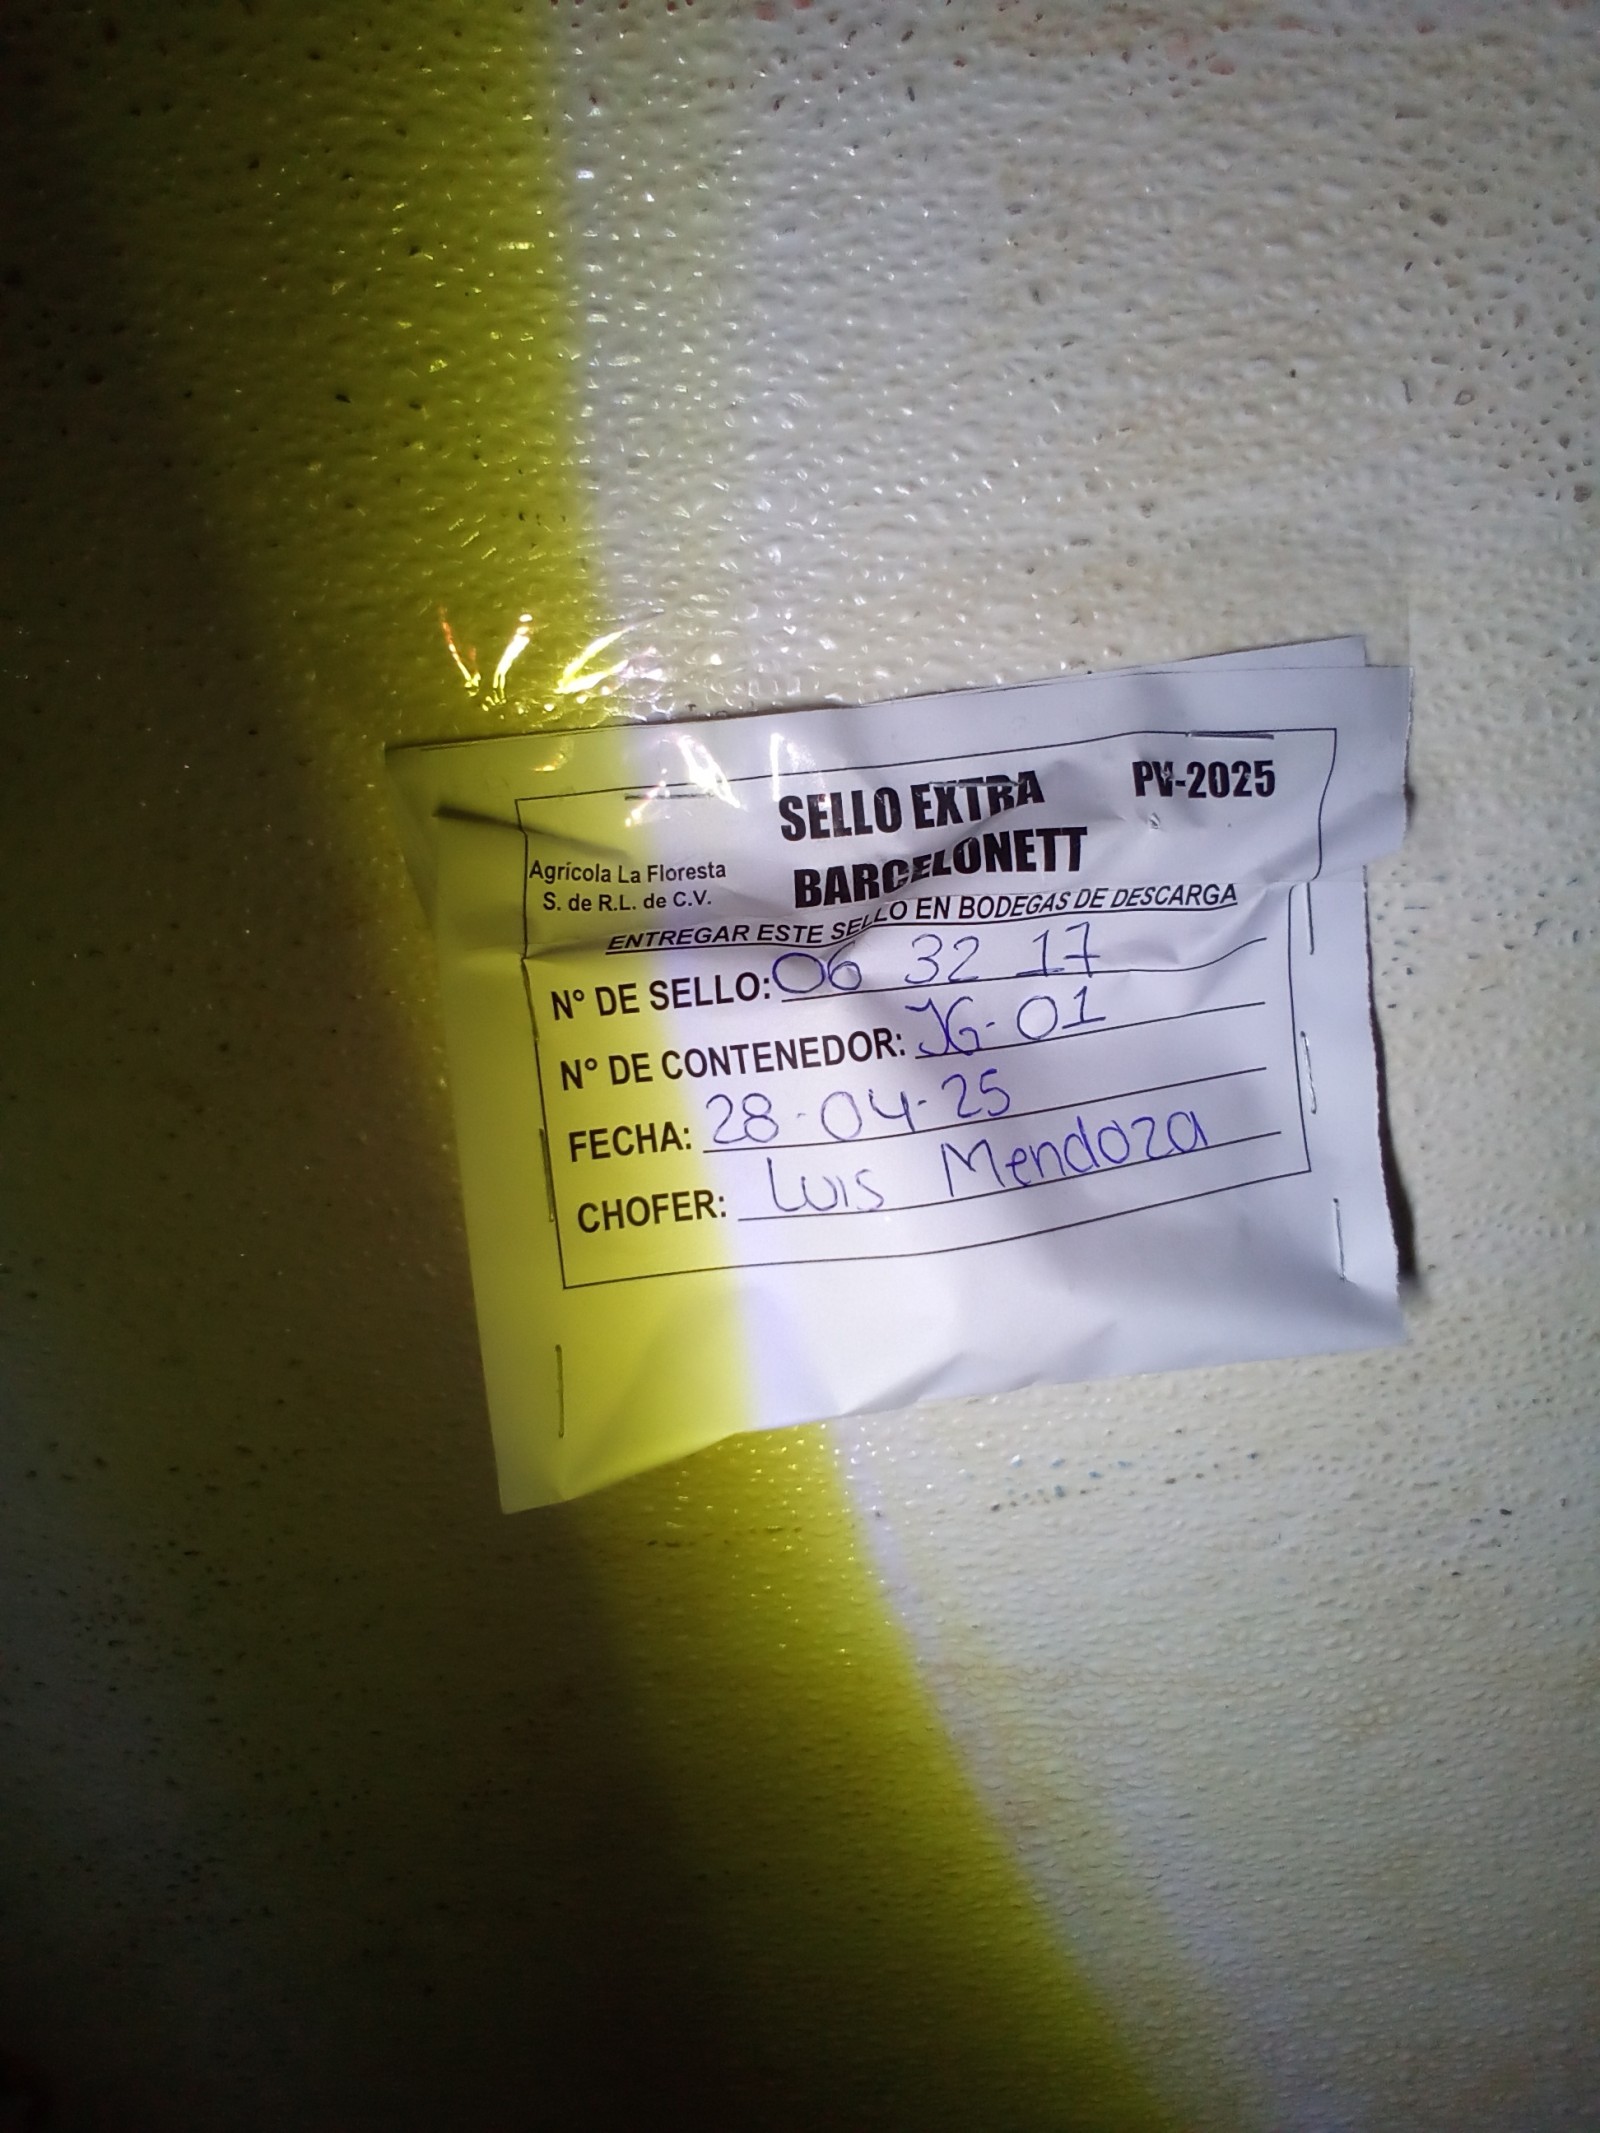 SELLO EXTRA PV-2025
BARCELONETT
Agrícola La Floresta
S. de R.L. de C.V.
ENTREGAR ESTE SELLO EN BODEGAS DE DESCARGA
N° DE SELLO: 06 32 17
N° DE CONTENEDOR: JG-01
FECHA: 28-04-25
CHOFER: Luis Mendoza